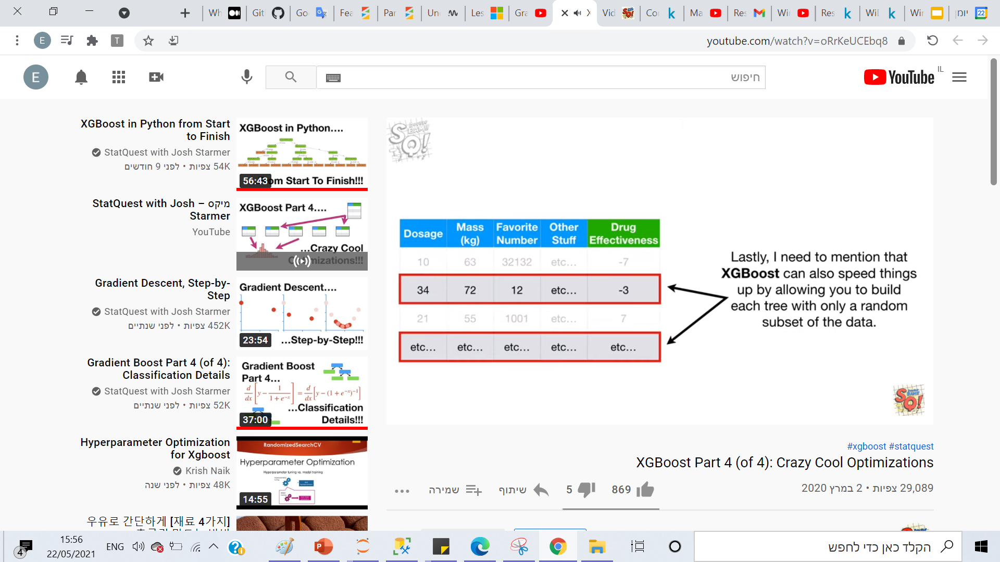 Wh
Git
Go
Fea
Par
Un
Les
Gra
Vid
Co
Ma
Res
Wi
Res
Wi
Wi
יומן
22
E
T
youtube.com/watch?v=oRrKeUCEbq8
E
חיפוש
YouTube
IL
XGBoost in Python from Start
to Finish
StatQuest with Josh Starmer
54K צפיות • לפני 9 חודשים
XGBoost in Python....
56:43
om Start To Finish!!!
מיקס – StatQuest with Josh
Starmer
YouTube
XGBoost Part 4....
...Crazy Cool
Optimizations!!!
Gradient Descent, Step-by-
Step
StatQuest with Josh Starmer
452K צפיות • לפני שנתיים
Gradient Descent....
23:54
...Step-by-Step!!!
Gradient Boost Part 4 (of 4):
Classification Details
StatQuest with Josh Starmer
52K צפיות • לפני שנתיים
Gradient Boost
Part 4...
d/dx [y - 1/(1 + e^-x)] = d/dx [y - (1 + e^-x)^-1]
...Classification
37:00
Details!!!
Hyperparameter Optimization
for Xgboost
Krish Naik
48K צפיות • לפני שנה
RandomizedSearchCV
Hyperparameter Optimization
Hyperparameter tuning vs. model training
14:55
우유로 간단하게 [재료 4가지]
SQ!
Dosage Mass (kg) Favorite Number Other Stuff Drug Effectiveness
10 63 32132 etc... -7
34 72 12 etc... -3
21 55 1001 etc... 7
etc... etc... etc... etc... etc...
Lastly, I need to mention that
XGBoost can also speed things
up by allowing you to build
each tree with only a random
subset of the data.
SQ!
#xgboost #statquest
XGBoost Part 4 (of 4): Crazy Cool Optimizations
29,089 צפיות • 2 במרץ 2020
869
5
שיתוף
שמירה
4
15:56
22/05/2021
ENG
הקלד כאן כדי לחפש